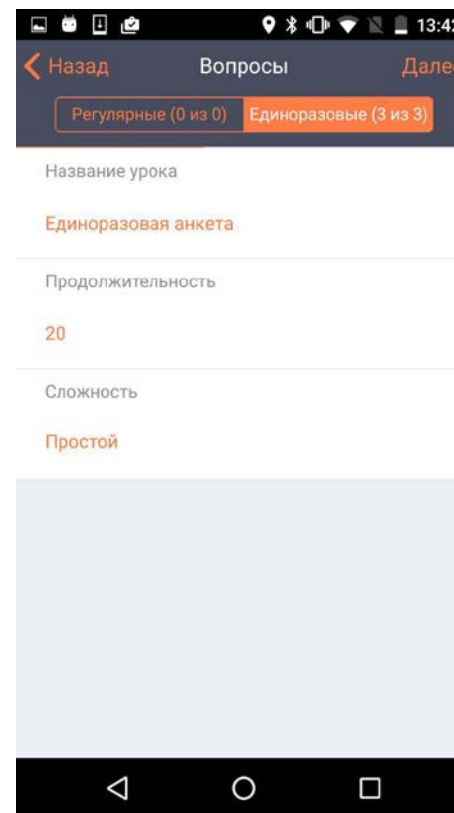 13:42
Назад Вопросы Далее
Регулярные (0 из 0) Единоразовые (3 из 3)
Название урока
Единоразовая анкета
Продолжительность
20
Сложность
Простой